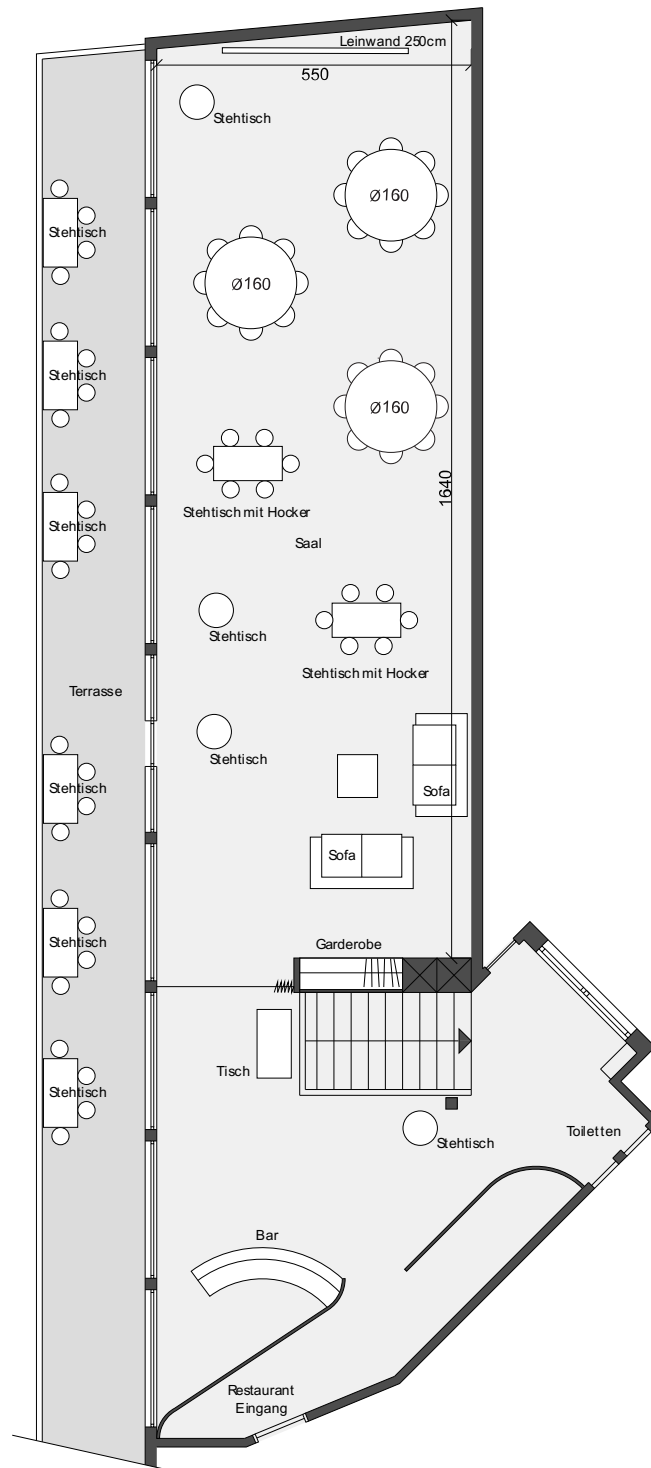 Leinwand 250cm
550
Stehtisch
Ø160
Stehtisch
Ø160
Stehtisch
Ø160
1640
Stehtisch mit Hocker
Stehtisch
Saal
Stehtisch
Stehtisch mit Hocker
Terrasse
Stehtisch
Stehtisch
Sofa
Sofa
Stehtisch
Garderobe
Tisch
Stehtisch
Toiletten
Stehtisch
Bar
Restaurant
Eingang